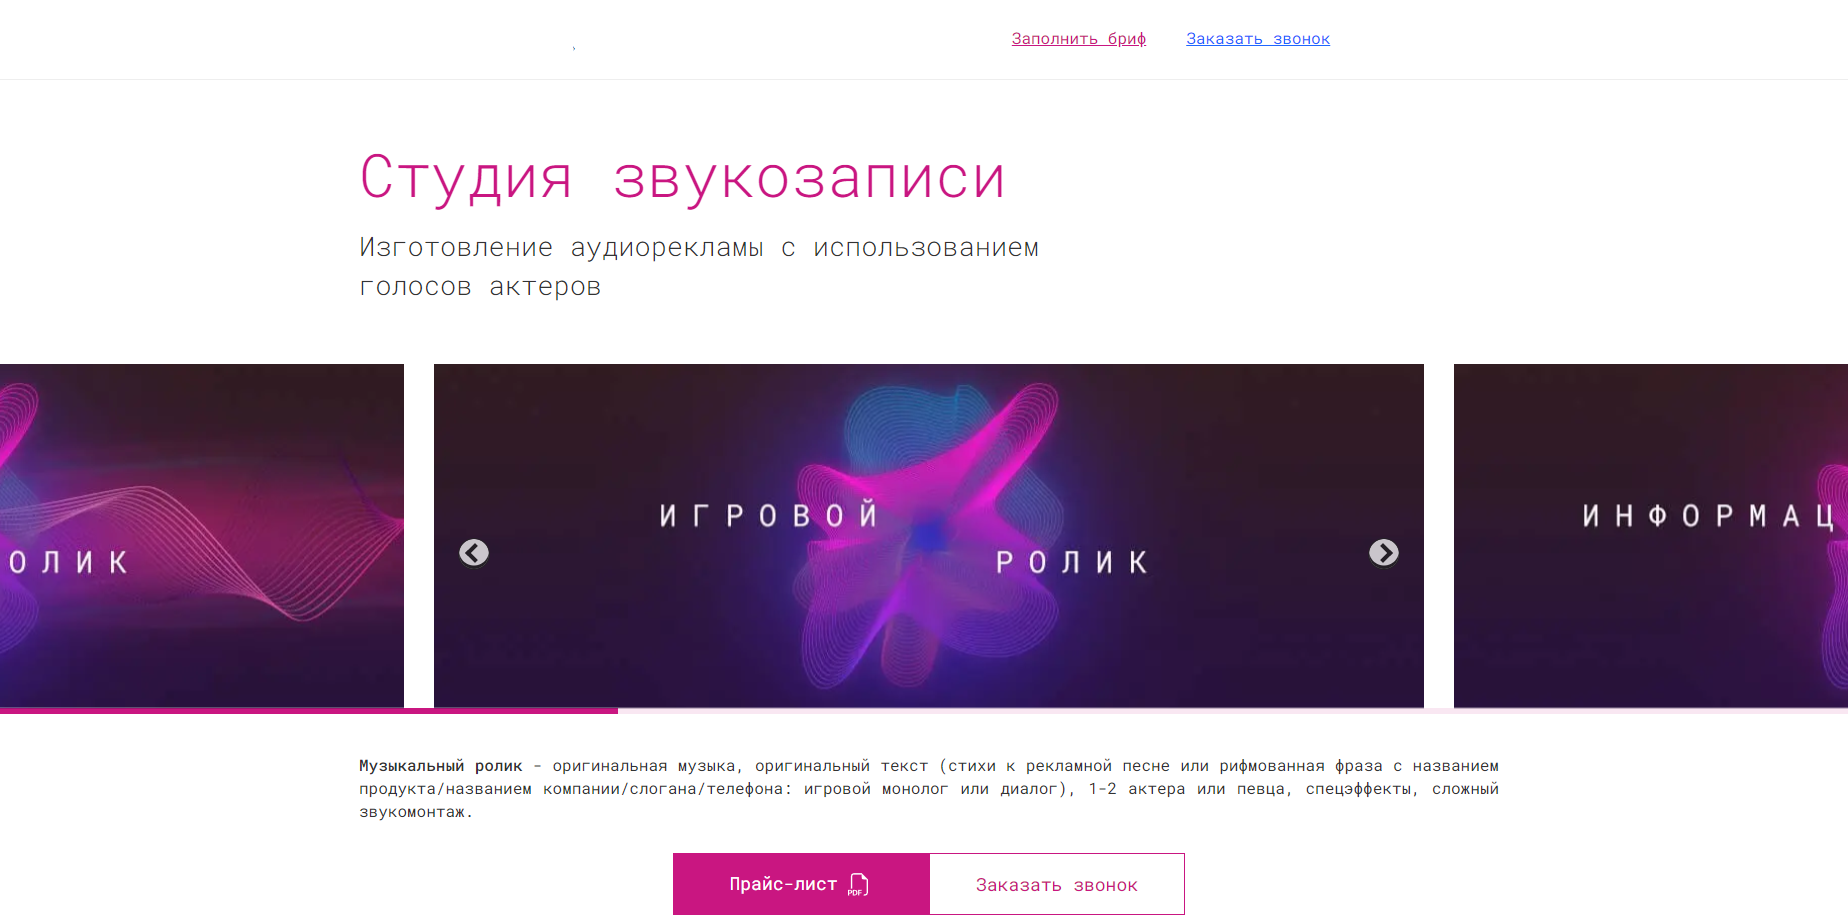 Заполнить бриф Заказать звонок
Студия звукозаписи
Изготовление аудиорекламы с использованием
голосов актеров
ОЛИК
ИГРОВОЙ
РОЛИК
ИНФОРМАЦ
Музыкальный ролик - оригинальная музыка, оригинальный текст (стихи к рекламной песне или рифмованная фраза с названием
продукта/названием компании/слогана/телефона: игровой монолог или диалог), 1-2 актера или певца, спецэффекты, сложный
звукомонтаж.
Прайс-лист PDF Заказать звонок